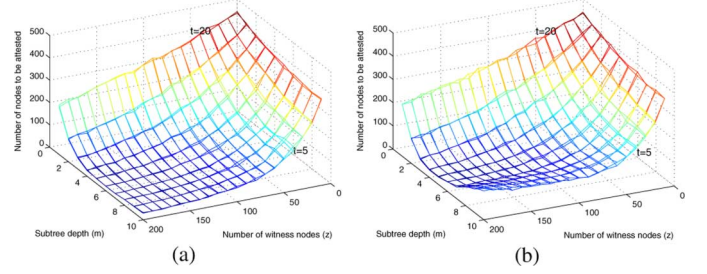 500
400
300
200
100
0
Number of nodes to be attested
t=20
t=5
0
2
4
6
8
10
Subtree depth (m)
200
150
100
50
0
Number of witness nodes (z)
(a)
500
400
300
200
100
0
Number of nodes to be attested
t=20
t=5
0
2
4
6
8
10
Subtree depth (m)
200
150
100
50
0
Number of witness nodes (z)
(b)